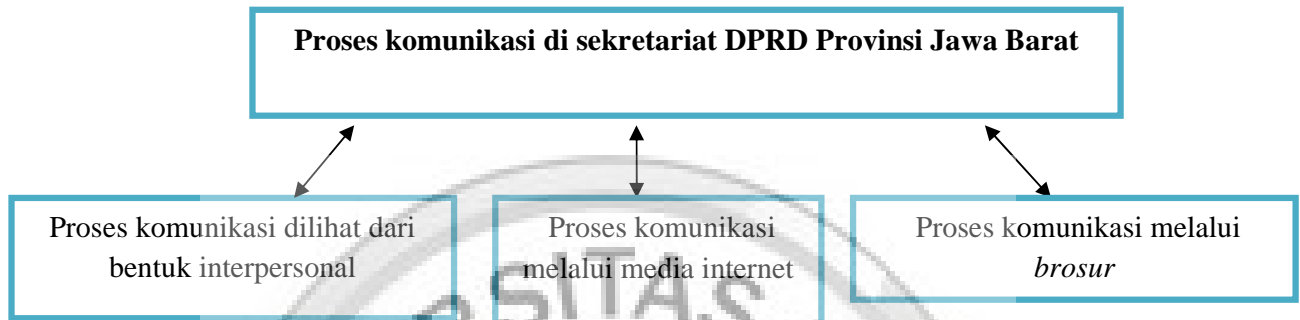 Proses komunikasi di sekretariat DPRD Provinsi Jawa Barat
Proses komunikasi dilihat dari
bentuk interpersonal
Proses komunikasi
melalui media internet
Proses komunikasi melalui
brosur
SITAS